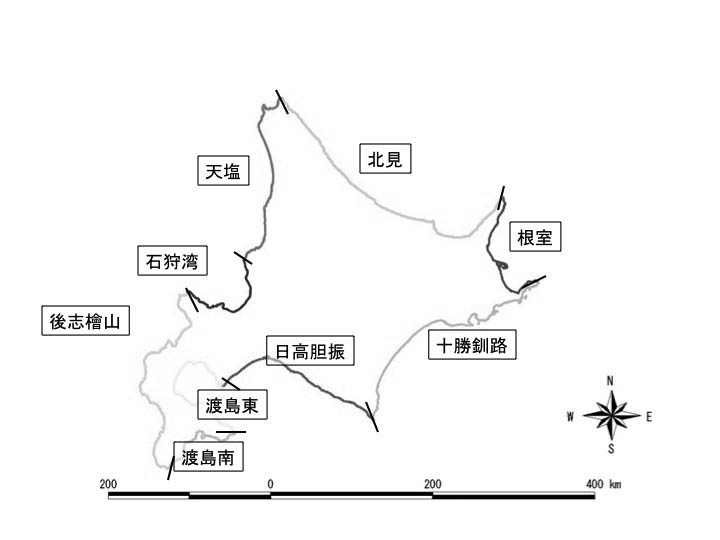 北見
天塩
根室
石狩湾
後志檜山
十勝釧路
日高胆振
渡島東
渡島南
N
W E
S
200 0 200 400 km